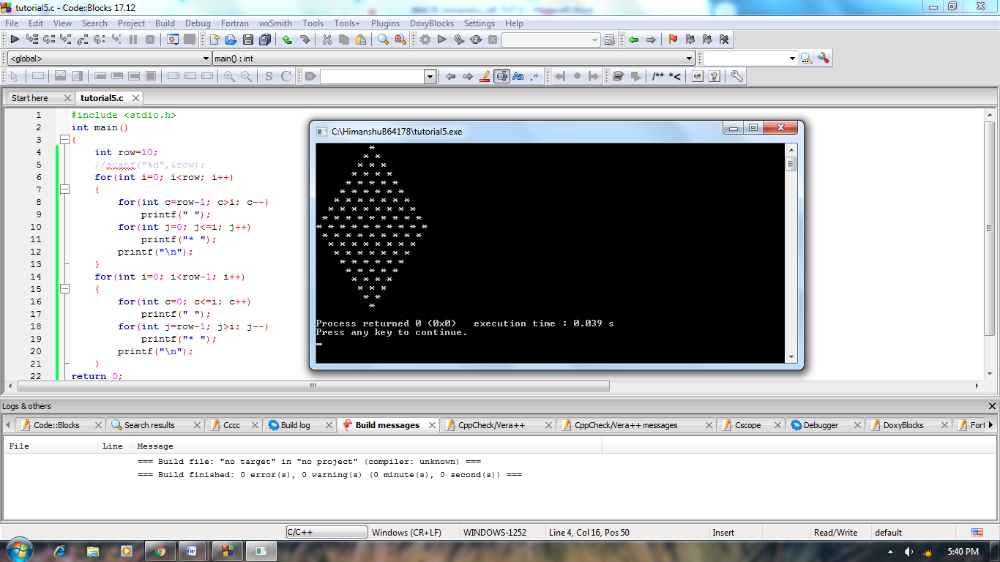 tutorial5.c - Code::Blocks 17.12
File Edit View Search Project Build Debug Fortran wxSmith Tools Tools+ Plugins DoxyBlocks Settings Help
<global> main() : int
S C Aa .* /** *<
Start here tutorial5.c
1 #include <stdio.h>
2 int main()
3 {
4 int row=10;
5 //scanf("%d",&row);
6 for(int i=0; i<row; i++)
7 {
8 for(int c=row-1; c>i; c--)
9 printf(" ");
10 for(int j=0; j<=i; j++)
11 printf("* ");
12 printf("\n");
13 }
14 for(int i=0; i<row-1; i++)
15 {
16 for(int c=0; c<=i; c++)
17 printf(" ");
18 for(int j=row-1; j>i; j--)
19 printf("* ");
20 printf("\n");
21 }
22 return 0;
C:\HimanshuB64178\tutorial5.exe
*
* *
* * *
* * * *
* * * * *
* * * * * *
* * * * * * *
* * * * * * * *
* * * * * * * * *
* * * * * * * * * *
* * * * * * * * *
* * * * * * * *
* * * * * * *
* * * * * *
* * * * *
* * * *
* * *
* *
*
Process returned 0 (0x0) execution time : 0.039 s
Press any key to continue.
Logs & others
Code::Blocks Search results Cccc Build log Build messages CppCheck/Vera++ CppCheck/Vera++ messages Cscope Debugger DoxyBlocks Fort
File Line Message
=== Build file: "no target" in "no project" (compiler: unknown) ===
=== Build finished: 0 error(s), 0 warning(s) (0 minute(s), 0 second(s)) ===
C/C++ Windows (CR+LF) WINDOWS-1252 Line 4, Col 16, Pos 50 Insert Read/Write default
5:40 PM